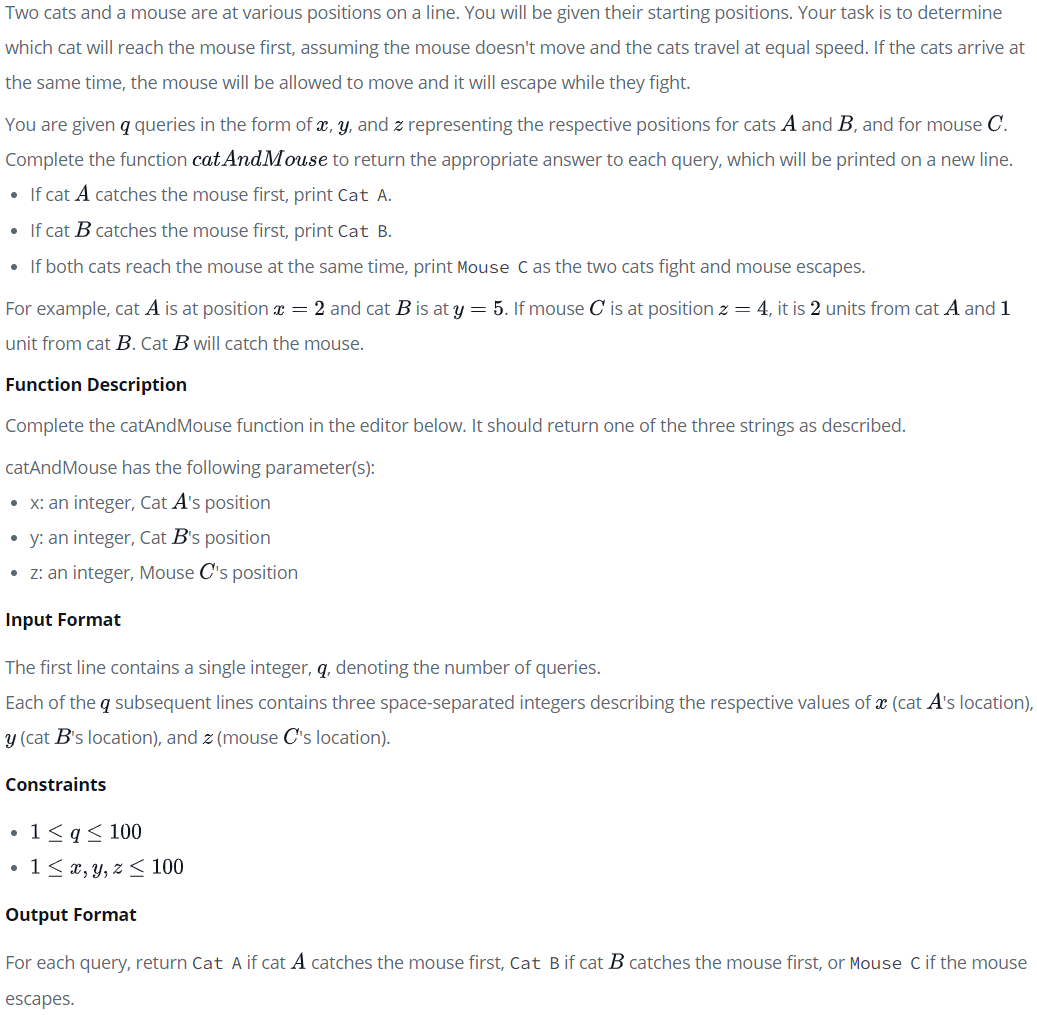 Two cats and a mouse are at various positions on a line. You will be given their starting positions. Your task is to determine
which cat will reach the mouse first, assuming the mouse doesn't move and the cats travel at equal speed. If the cats arrive at
the same time, the mouse will be allowed to move and it will escape while they fight.
You are given q queries in the form of x, y, and z representing the respective positions for cats A and B, and for mouse C.
Complete the function catAndMouse to return the appropriate answer to each query, which will be printed on a new line.
• If cat A catches the mouse first, print Cat A.
• If cat B catches the mouse first, print Cat B.
• If both cats reach the mouse at the same time, print Mouse C as the two cats fight and mouse escapes.
For example, cat A is at position x = 2 and cat B is at y = 5. If mouse C is at position z = 4, it is 2 units from cat A and 1
unit from cat B. Cat B will catch the mouse.
Function Description
Complete the catAndMouse function in the editor below. It should return one of the three strings as described.
catAndMouse has the following parameter(s):
• x: an integer, Cat A's position
• y: an integer, Cat B's position
• z: an integer, Mouse C's position
Input Format
The first line contains a single integer, q, denoting the number of queries.
Each of the q subsequent lines contains three space-separated integers describing the respective values of x (cat A's location),
y (cat B's location), and z (mouse C's location).
Constraints
• 1 ≤ q ≤ 100
• 1 ≤ x, y, z ≤ 100
Output Format
For each query, return Cat A if cat A catches the mouse first, Cat B if cat B catches the mouse first, or Mouse C if the mouse
escapes.